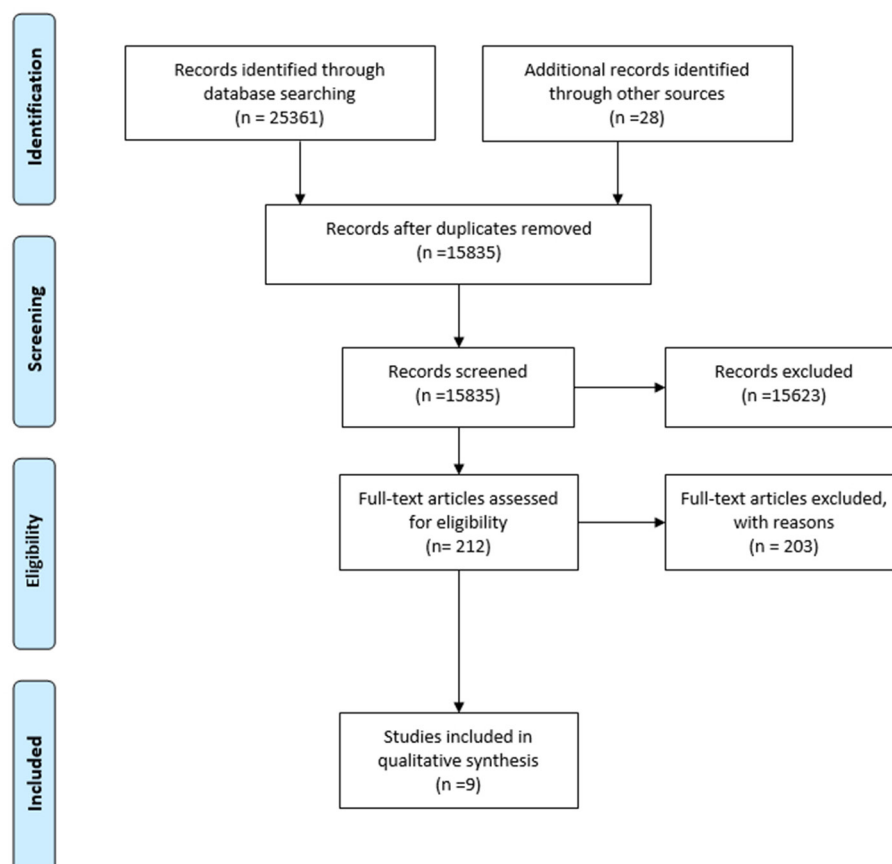 Identification
Records identified through
database searching
(n = 25361)
Additional records identified
through other sources
(n =28)
Records after duplicates removed
(n =15835)
Screening
Records screened
(n =15835)
Records excluded
(n =15623)
Eligibility
Full-text articles assessed
for eligibility
(n= 212)
Full-text articles excluded,
with reasons
(n = 203)
Included
Studies included in
qualitative synthesis
(n =9)